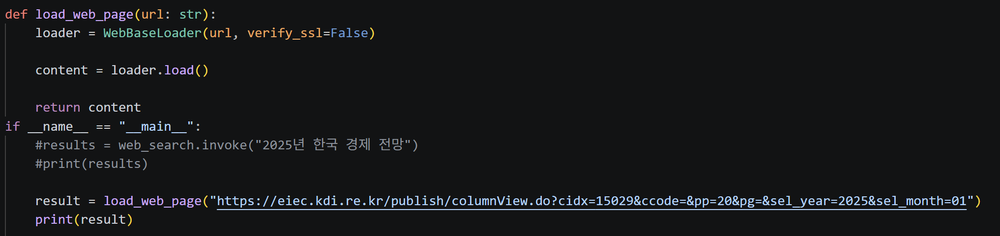 def load_web_page(url: str):
    loader = WebBaseLoader(url, verify_ssl=False)
    content = loader.load()
    return content
if __name__ == "__main__":
    #results = web_search.invoke("2025년 한국 경제 전망")
    #print(results)
    result = load_web_page("https://eiec.kdi.re.kr/publish/columnView.do?cidx=15029&ccode=&pp=20&pg=&sel_year=2025&sel_month=01")
    print(result)